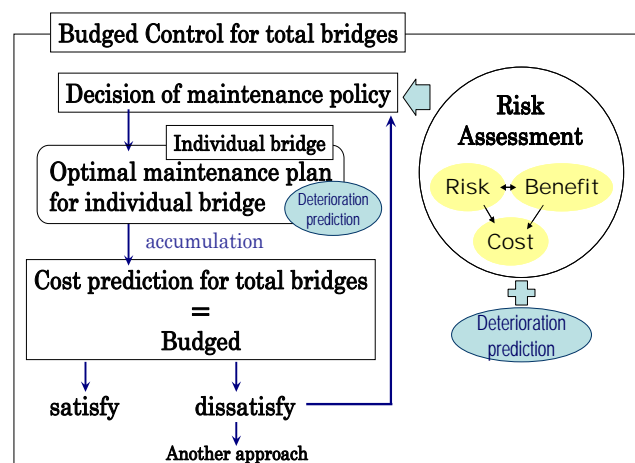 Budged Control for total bridges
Decision of maintenance policy
Individual bridge
Optimal maintenance plan
for individual bridge
Deterioration
prediction
accumulation
Cost prediction for total bridges
=
Budged
satisfy
dissatisfy
Another approach
Risk
Assessment
Risk
Benefit
Cost
Deterioration
prediction